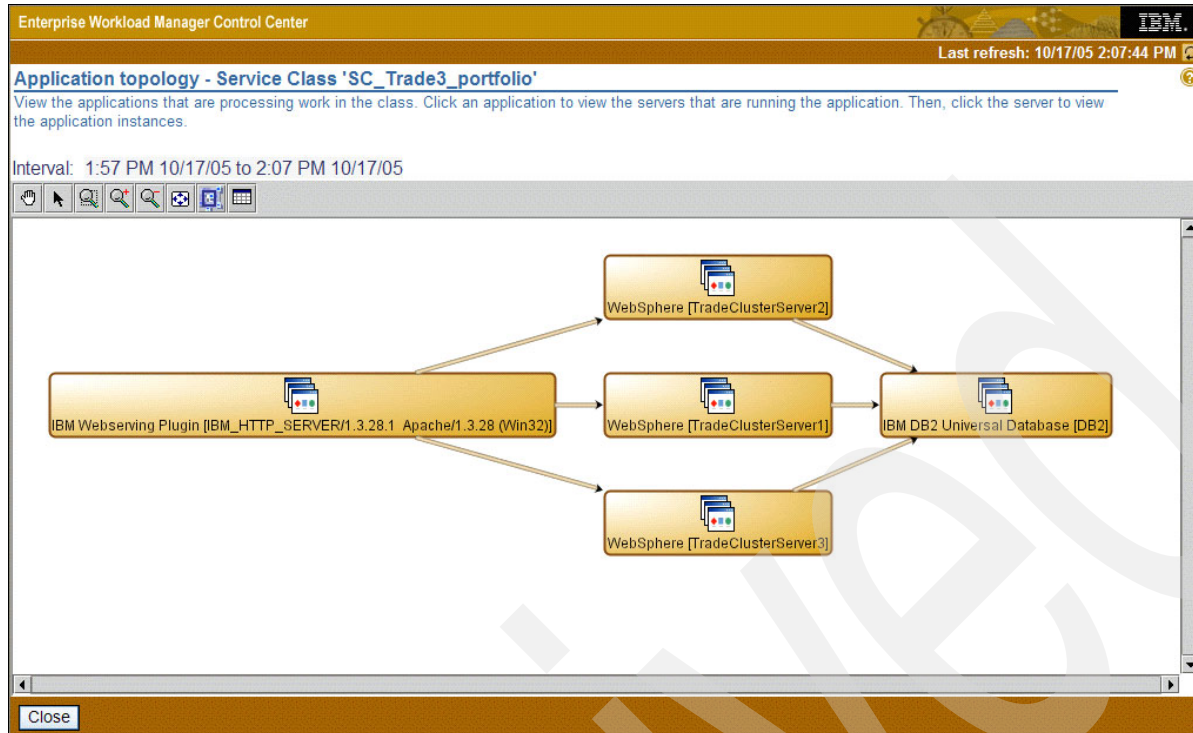 Enterprise Workload Manager Control Center
IBM.
Last refresh: 10/17/05 2:07:44 PM
Application topology - Service Class 'SC_Trade3_portfolio'
View the applications that are processing work in the class. Click an application to view the servers that are running the application. Then, click the server to view
the application instances.
Interval: 1:57 PM 10/17/05 to 2:07 PM 10/17/05
WebSphere [TradeClusterServer2]
IBM Webserving Plugin [IBM_HTTP_SERVER/1.3.28.1 Apache/1.3.28 (Win32)]
WebSphere [TradeClusterServer1]
IBM DB2 Universal Database [DB2]
WebSphere [TradeClusterServer3]
Close